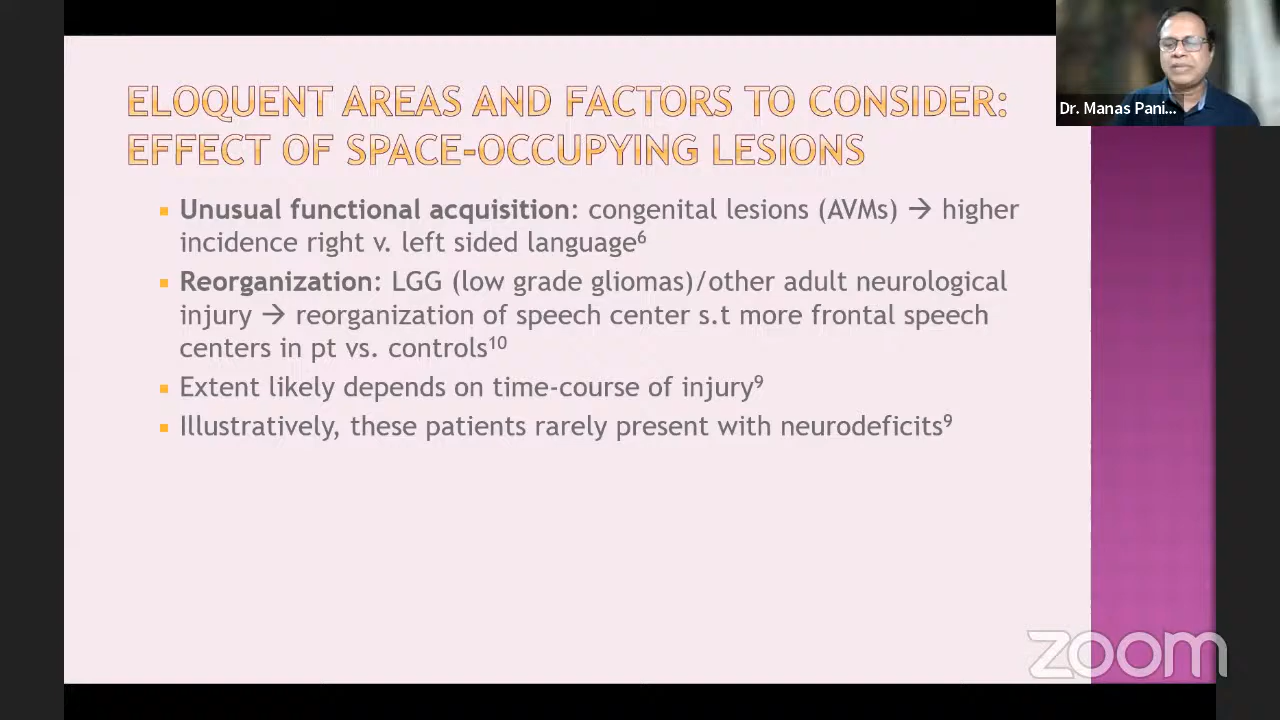 ELOQUENT AREAS AND FACTORS TO CONSIDER:
EFFECT OF SPACE-OCCUPYING LESIONS
Dr. Manas Pani...
▪ Unusual functional acquisition: congenital lesions (AVMs) → higher
incidence right v. left sided language⁶
▪ Reorganization: LGG (low grade gliomas)/other adult neurological
injury → reorganization of speech center s.t more frontal speech
centers in pt vs. controls¹⁰
▪ Extent likely depends on time-course of injury⁹
▪ Illustratively, these patients rarely present with neurodeficits⁹
zoom